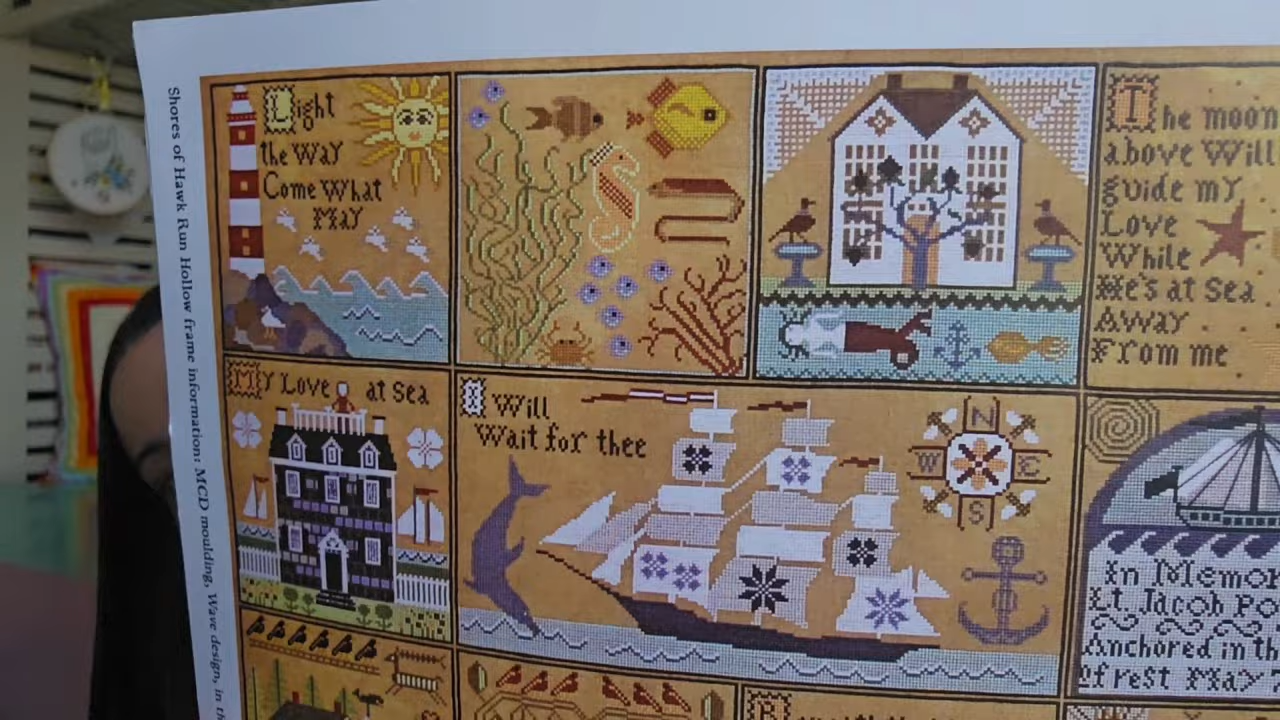 Shores of Hawk Run Hollow frame information: MCD moulding, Wave design, in
Light
the Way
Come What
May
The moon
above Will
guide my
Love
While
He's at Sea
Away
From me
My Love at Sea
I Will
Wait for thee
N
W E
S
In Memor
Lt Jacob Po
Anchored in th
of rest May